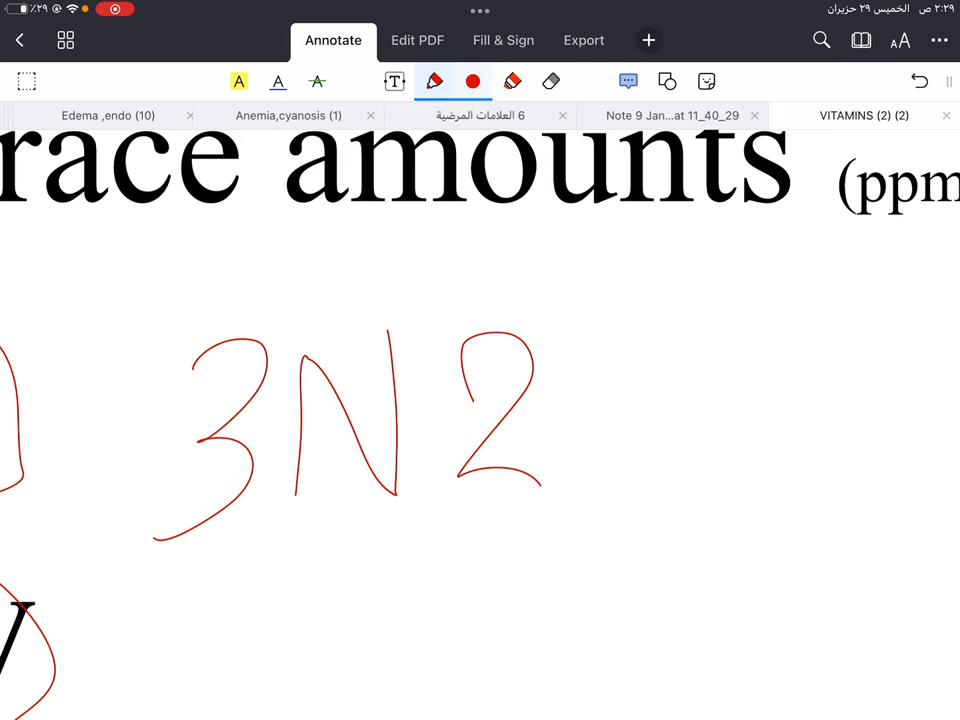 ٪٢٩ ٢:٢٩ ص الخميس ٢٩ حزيران
Annotate Edit PDF Fill & Sign Export
A A A T AA
Edema ,endo (10) Anemia,cyanosis (1) 6 العلامات المرضية Note 9 Jan...at 11_40_29 VITAMINS (2) (2)
race amounts (ppm
3N2